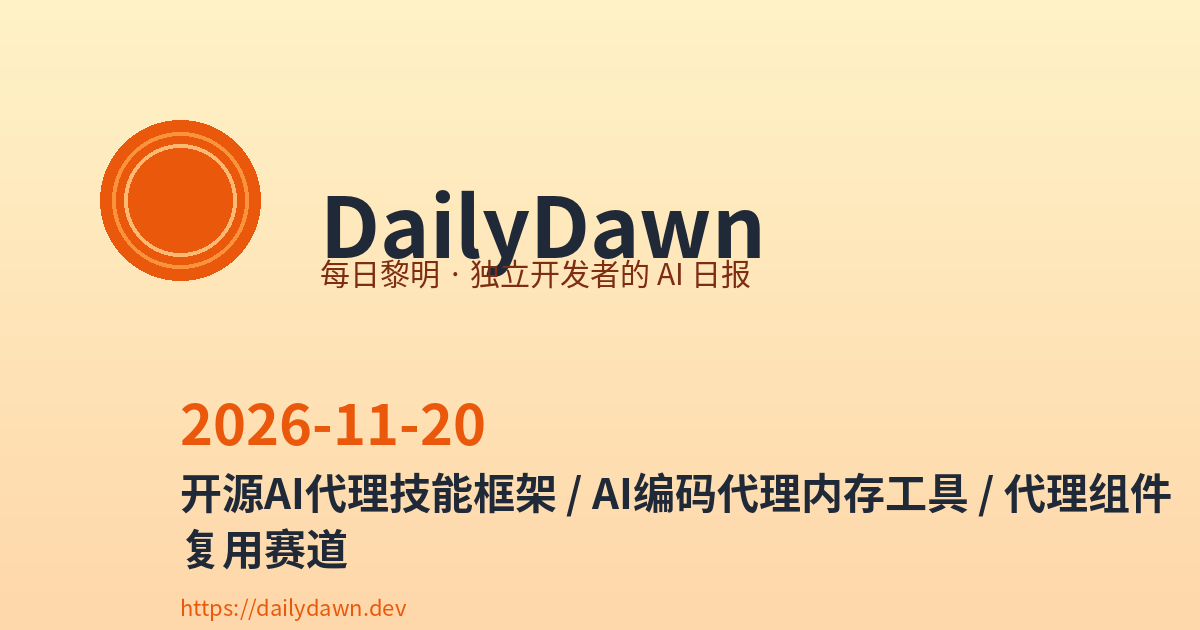 DailyDawn
每日黎明 · 独立开发者的 AI 日报
2026-11-20
开源AI代理技能框架 / AI编码代理内存工具 / 代理组件
复用赛道
https://dailydawn.dev